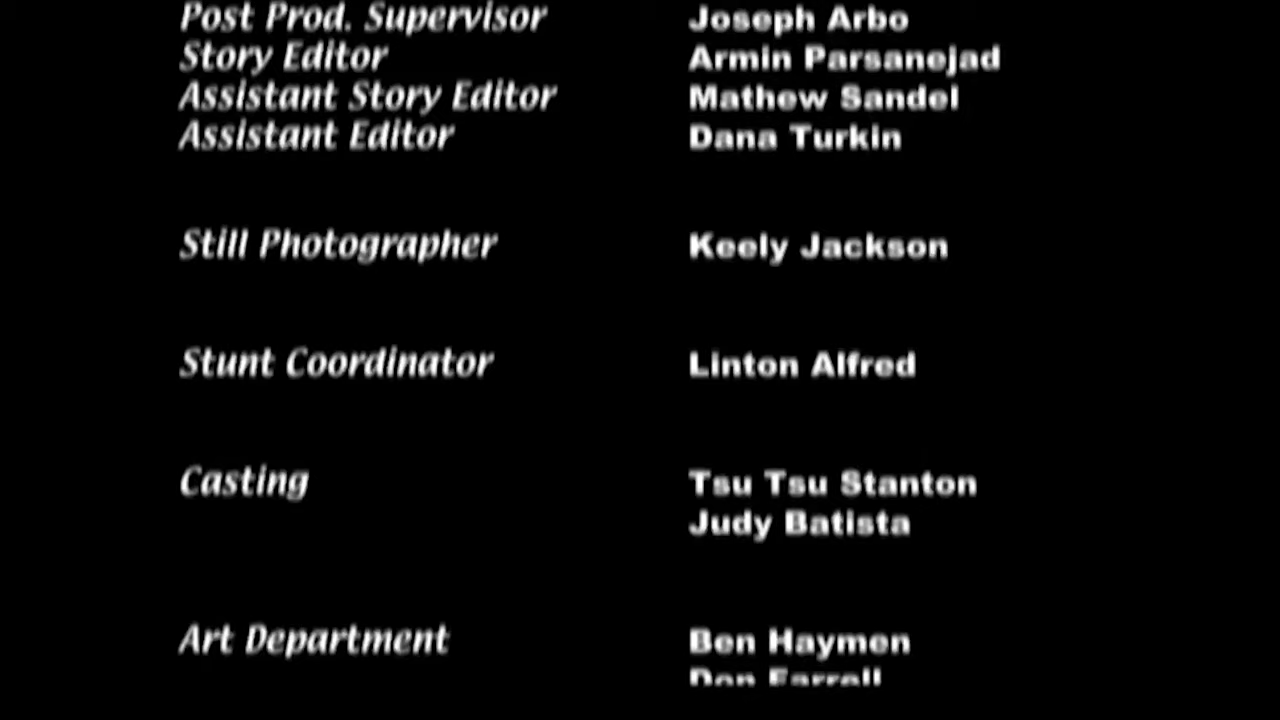 Post Prod. Supervisor Joseph Arbo
Story Editor Armin Parsanejad
Assistant Story Editor Mathew Sandel
Assistant Editor Dana Turkin
Still Photographer Keely Jackson
Stunt Coordinator Linton Alfred
Casting Tsu Tsu Stanton
Judy Batista
Art Department Ben Haymen